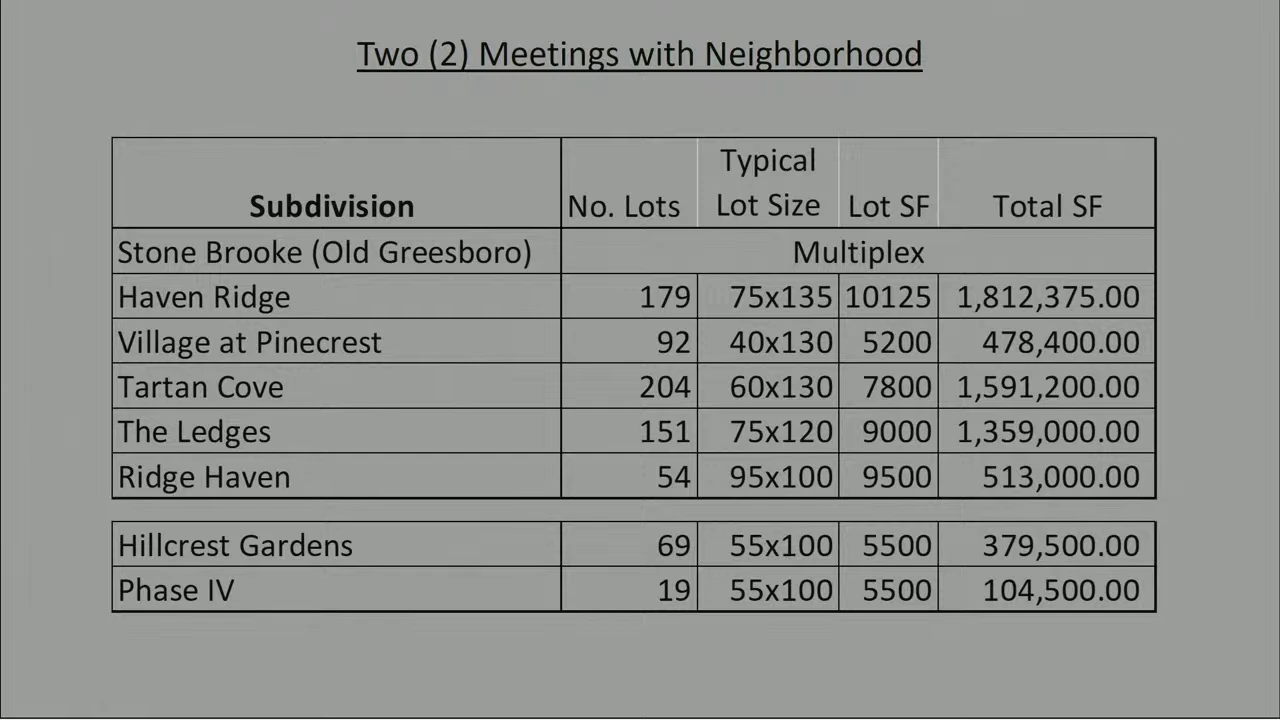 Two (2) Meetings with Neighborhood
Typical
Subdivision No. Lots Lot Size Lot SF Total SF
Stone Brooke (Old Greesboro) Multiplex
Haven Ridge 179 75x135 10125 1,812,375.00
Village at Pinecrest 92 40x130 5200 478,400.00
Tartan Cove 204 60x130 7800 1,591,200.00
The Ledges 151 75x120 9000 1,359,000.00
Ridge Haven 54 95x100 9500 513,000.00
Hillcrest Gardens 69 55x100 5500 379,500.00
Phase IV 19 55x100 5500 104,500.00